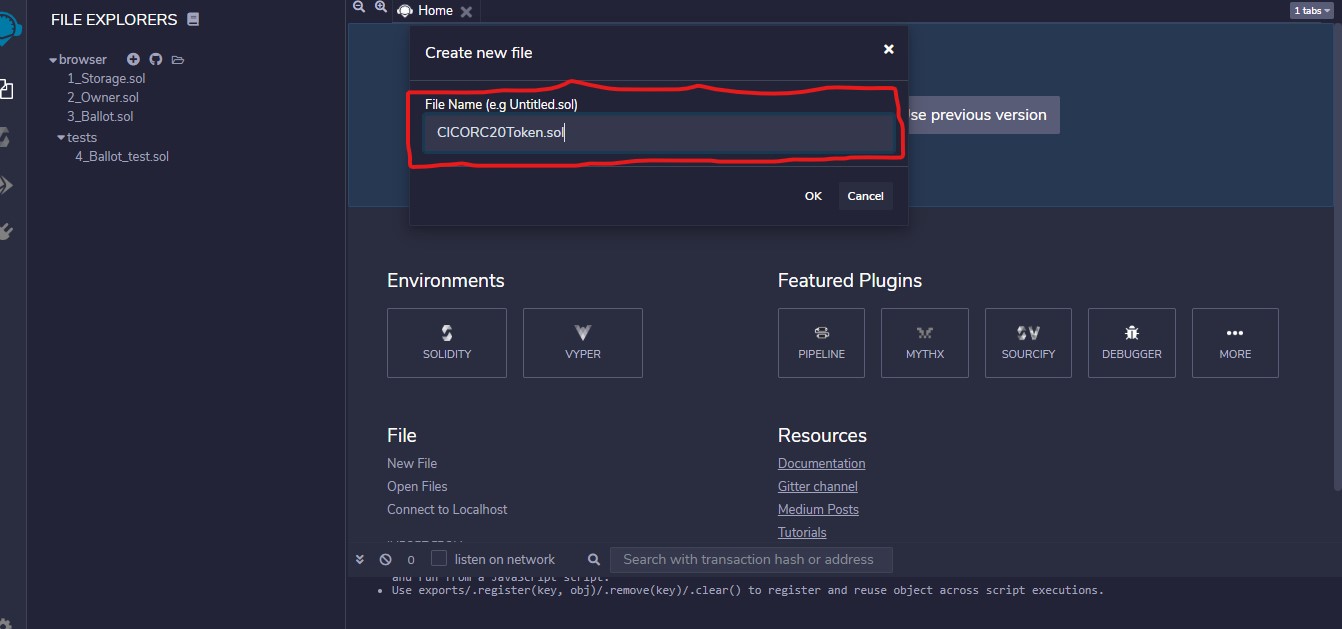 FILE EXPLORERS
browser
1_Storage.sol
2_Owner.sol
3_Ballot.sol
tests
4_Ballot_test.sol
Home
1 tabs
Create new file
File Name (e.g Untitled.sol)
CICORC20Token.sol
OK
Cancel
se previous version
Environments
SOLIDITY
VYPER
Featured Plugins
PIPELINE
MYTHX
SOURCIFY
DEBUGGER
MORE
File
New File
Open Files
Connect to Localhost
Resources
Documentation
Gitter channel
Medium Posts
Tutorials
0
listen on network
Search with transaction hash or address
and run from a JavaScript script.
Use exports/.register(key, obj)/.remove(key)/.clear() to register and reuse object across script executions.